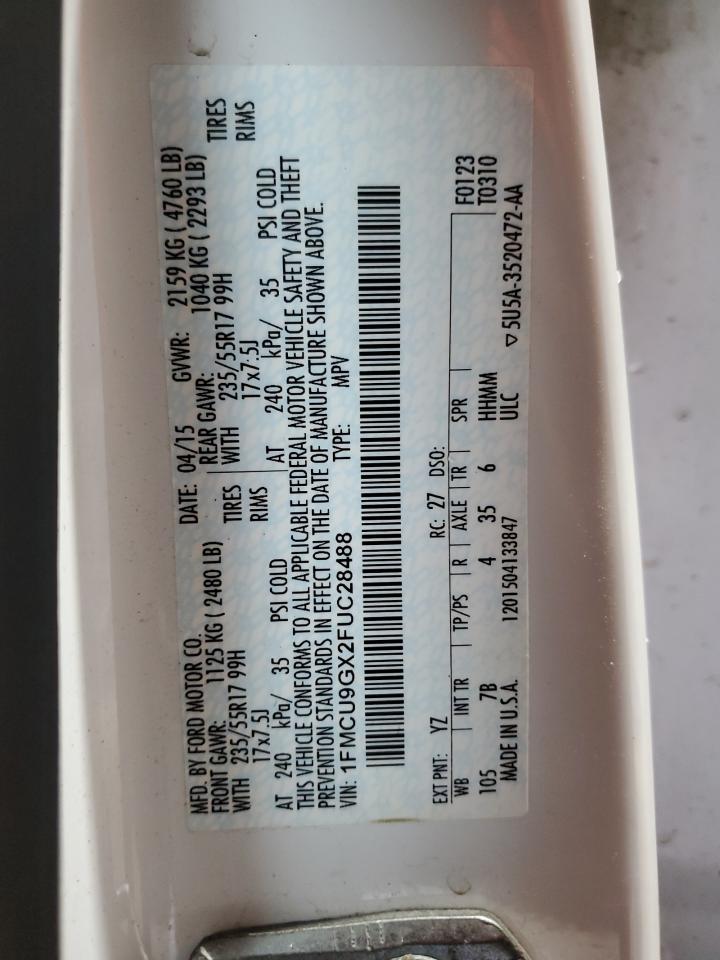 MFD. BY FORD MOTOR CO.
DATE: 04/15 GVWR: 2159 KG ( 4760 LB)
FRONT GAWR: 1125 KG ( 2480 LB) REAR GAWR: 1040 KG ( 2293 LB)
WITH 235/55R17 99H TIRES WITH 235/55R17 99H TIRES
17x7.5J RIMS 17x7.5J RIMS
AT 240 kPa/ 35 PSI COLD AT 240 kPa/ 35 PSI COLD
THIS VEHICLE CONFORMS TO ALL APPLICABLE FEDERAL MOTOR VEHICLE SAFETY AND THEFT
PREVENTION STANDARDS IN EFFECT ON THE DATE OF MANUFACTURE SHOWN ABOVE.
VIN: 1FMCU9GX2FUC28488 TYPE: MPV
EXT PNT: YZ RC: 27 DSO: F0123
WB INT TR TP/PS R AXLE TR SPR T0310
105 7B 4 35 6 HHMM
MADE IN U.S.A. 1201504133847 ULC ▽5U5A-3520472-AA